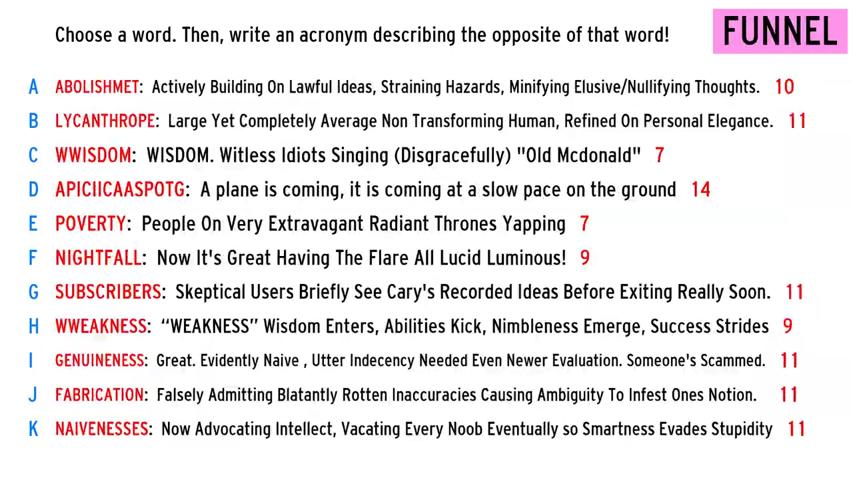 Choose a word. Then, write an acronym describing the opposite of that word!
FUNNEL
A ABOLISHMET: Actively Building On Lawful Ideas, Straining Hazards, Minifying Elusive/Nullifying Thoughts. 10
B LYCANTHROPE: Large Yet Completely Average Non Transforming Human, Refined On Personal Elegance. 11
C WWISDOM: WISDOM. Witless Idiots Singing (Disgracefully) "Old Mcdonald" 7
D APICIICAASPOTG: A plane is coming, it is coming at a slow pace on the ground 14
E POVERTY: People On Very Extravagant Radiant Thrones Yapping 7
F NIGHTFALL: Now It's Great Having The Flare All Lucid Luminous! 9
G SUBSCRIBERS: Skeptical Users Briefly See Cary's Recorded Ideas Before Exiting Really Soon. 11
H WWEAKNESS: “WEAKNESS” Wisdom Enters, Abilities Kick, Nimbleness Emerge, Success Strides 9
I GENUINENESS: Great. Evidently Naive , Utter Indecency Needed Even Newer Evaluation. Someone's Scammed. 11
J FABRICATION: Falsely Admitting Blatantly Rotten Inaccuracies Causing Ambiguity To Infest Ones Notion. 11
K NAIVENESSES: Now Advocating Intellect, Vacating Every Noob Eventually so Smartness Evades Stupidity 11